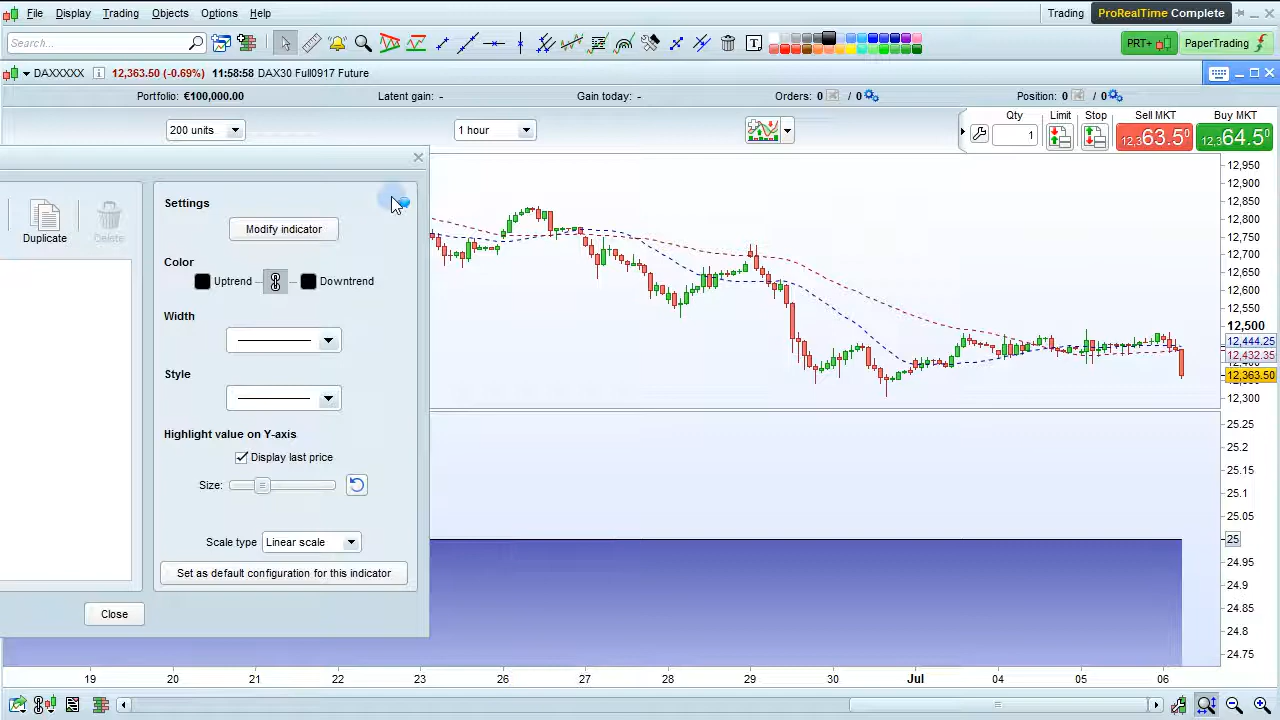 File Display Trading Objects Options Help Trading ProRealTime Complete
Search... PRT+ PaperTrading
DAXXXXX 12,363.50 (-0.69%) 11:58:58 DAX30 Full0917 Future
Portfolio: €100,000.00 Latent gain: - Gain today: - Orders: 0 / 0 Position: 0 / 0
200 units 1 hour Qty 1 Limit Stop Sell MKT 12,363.50 Buy MKT 12,364.50
Settings
Modify indicator
Duplicate
Delete
Color
Uptrend Downtrend
Width
Style
Highlight value on Y-axis
Display last price
Size:
Scale type Linear scale
Set as default configuration for this indicator
Close
12,950
12,900
12,850
12,800
12,750
12,700
12,650
12,600
12,550
12,500
12,444.25
12,432.35
12,363.50
12,300
25.25
25.2
25.15
25.1
25.05
25
24.95
24.9
24.85
24.8
24.75
19 20 21 22 23 26 27 28 29 30 Jul 04 05 06